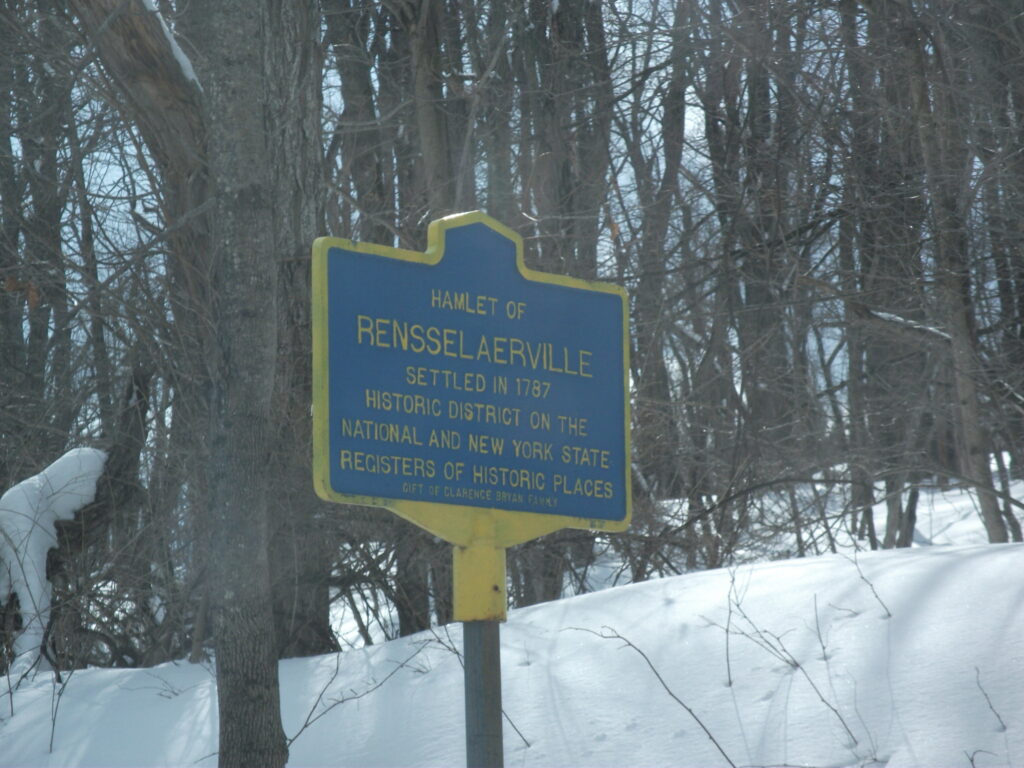 HAMLET OF
RENSSELAERVILLE
SETTLED IN 1787
HISTORIC DISTRICT ON THE
NATIONAL AND NEW YORK STATE
REGISTERS OF HISTORIC PLACES
GIFT OF CLARENCE BRYAN FAMILY